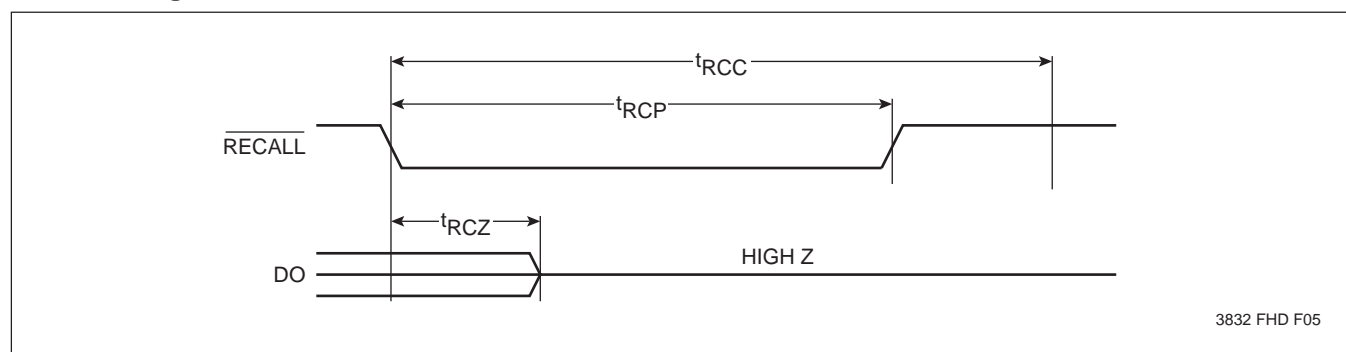 tRCC
tRCP
RECALL
tRCZ
HIGH Z
DO
3832 FHD F05